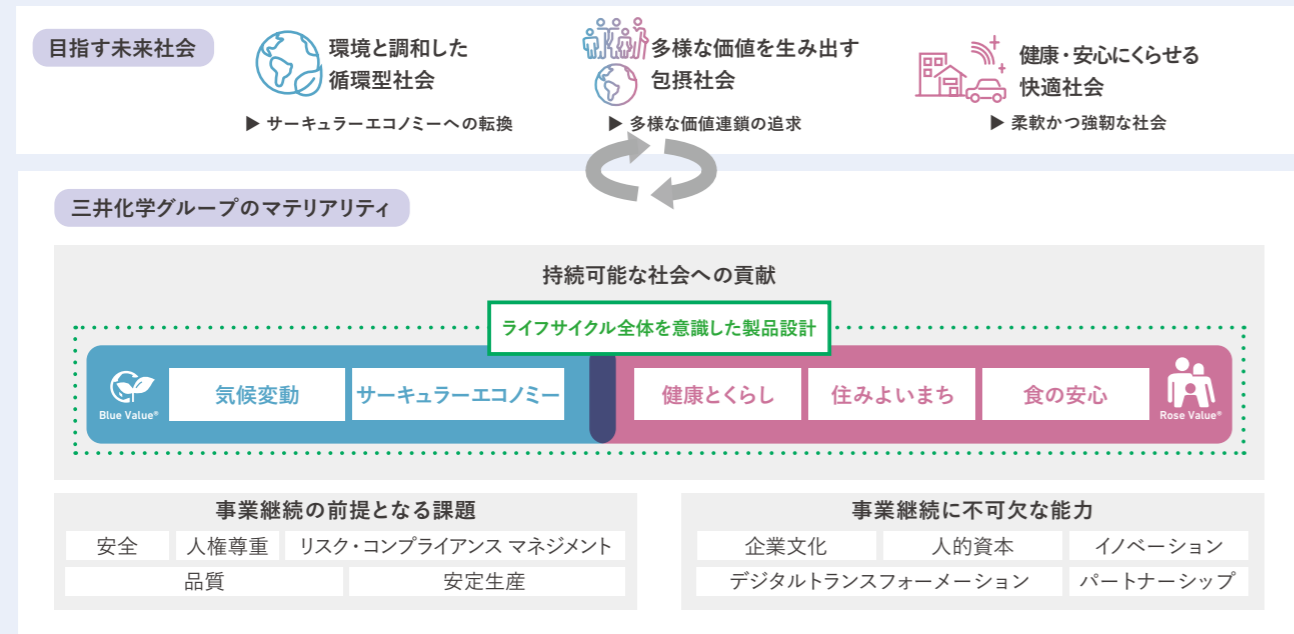 目指す未来社会
環境と調和した
循環型社会
▶ サーキュラーエコノミーへの転換
多様な価値を生み出す
包摂社会
▶ 多様な価値連鎖の追求
健康・安心にくらせる
快適社会
▶ 柔軟かつ強靭な社会
三井化学グループのマテリアリティ
持続可能な社会への貢献
ライフサイクル全体を意識した製品設計
Blue Value®
気候変動
サーキュラーエコノミー
健康とくらし
住みよいまち
食の安心
Rose Value®
事業継続の前提となる課題
安全
人権尊重
リスク・コンプライアンス マネジメント
品質
安定生産
事業継続に不可欠な能力
企業文化
人的資本
イノベーション
デジタルトランスフォーメーション
パートナーシップ